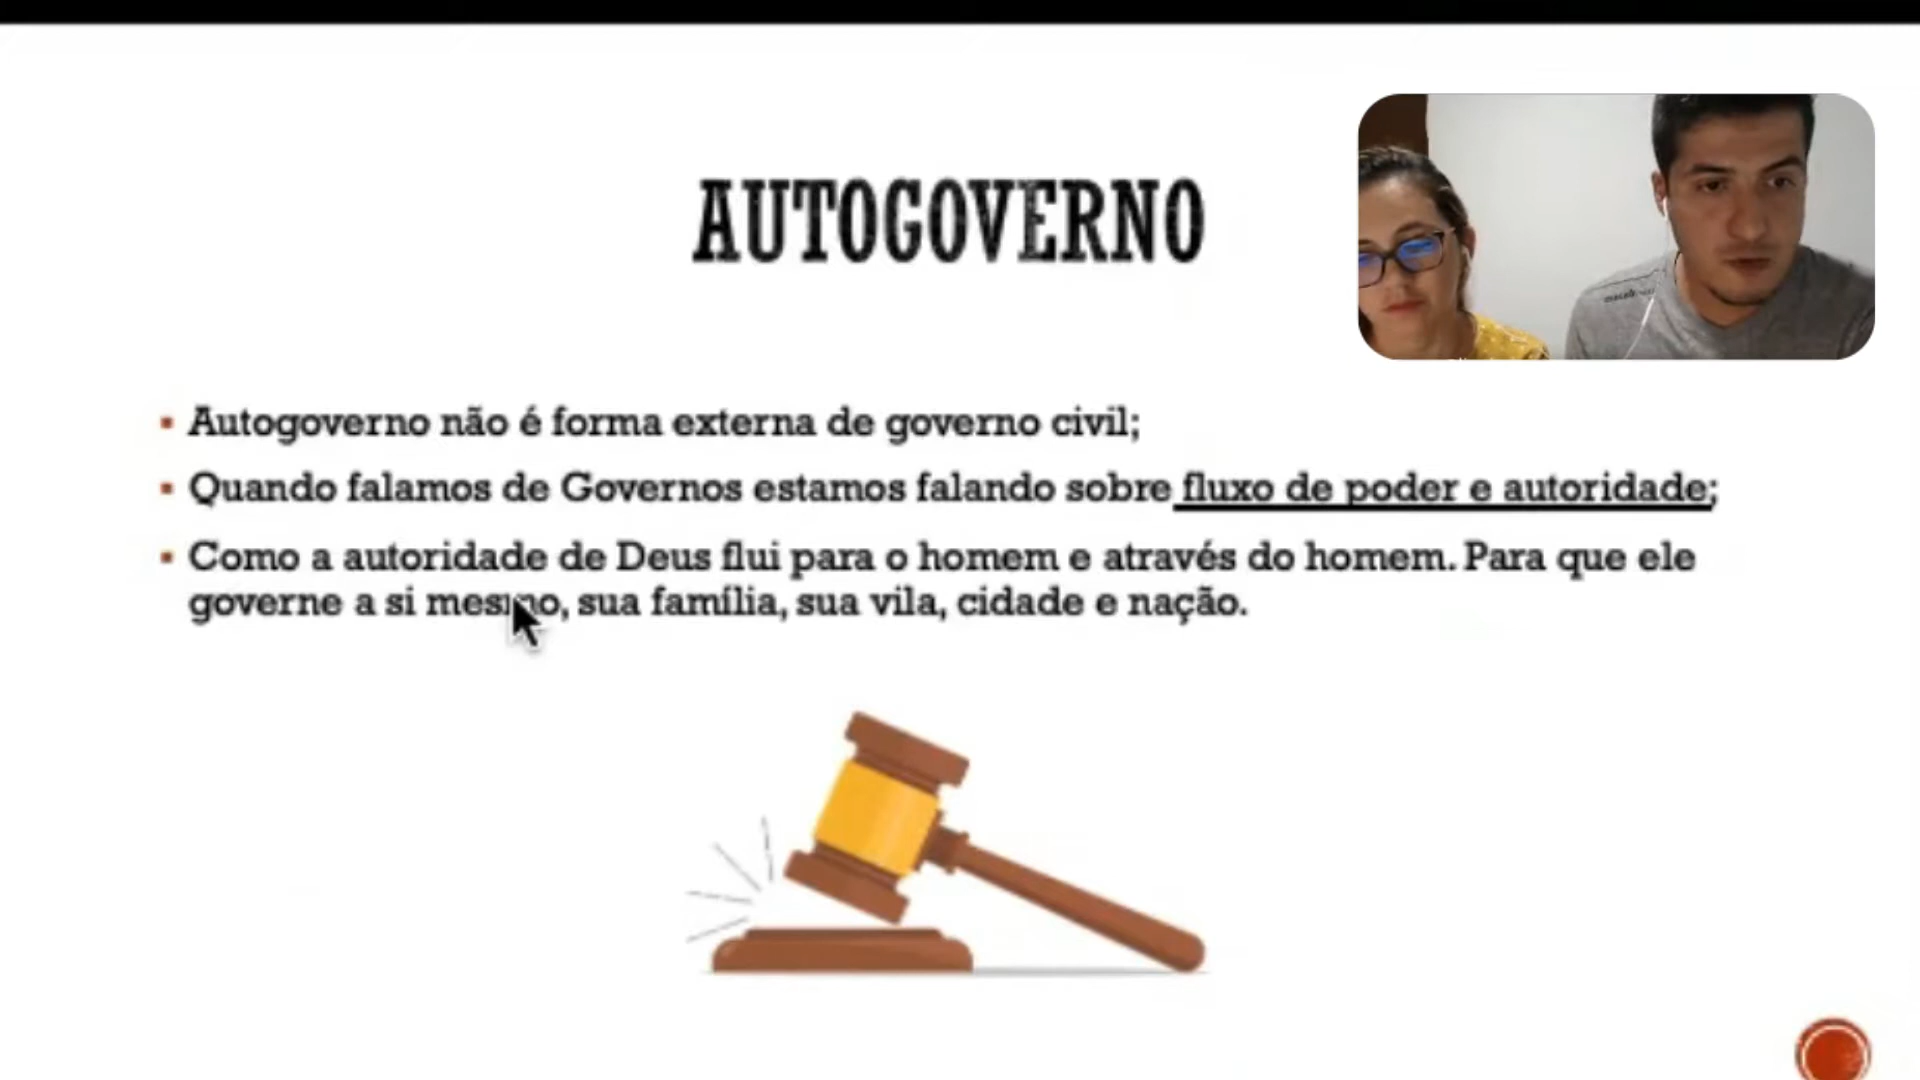 AUTOGOVERNO
▪ Autogoverno não é forma externa de governo civil;
▪ Quando falamos de Governos estamos falando sobre fluxo de poder e autoridade;
▪ Como a autoridade de Deus flui para o homem e através do homem. Para que ele
governe a si mesmo, sua família, sua vila, cidade e nação.